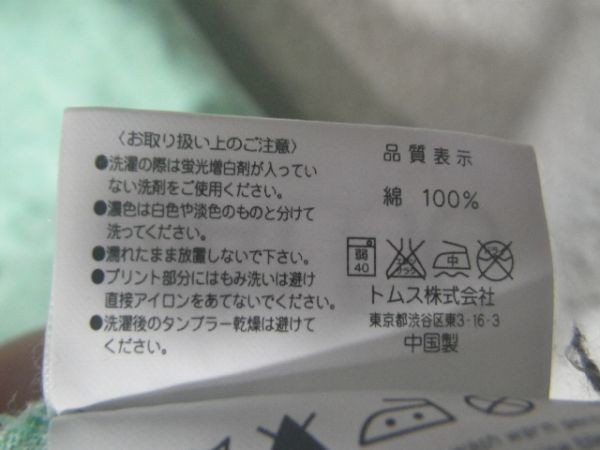 〈お取り扱い上のご注意〉
●洗濯の際は蛍光増白剤が入ってい
ない洗剤をご使用ください。
●濃色は白色や淡色のものと分けて
洗ってください。
●濡れたまま放置しないで下さい。
●プリント部分にはもみ洗いは避け
直接アイロンをあてないでください。
●洗濯後のタンブラー乾燥は避けて
ください。
品質表示
綿 100%
弱
40
中
トムス株式会社
東京都渋谷区東3-16-3
中国製